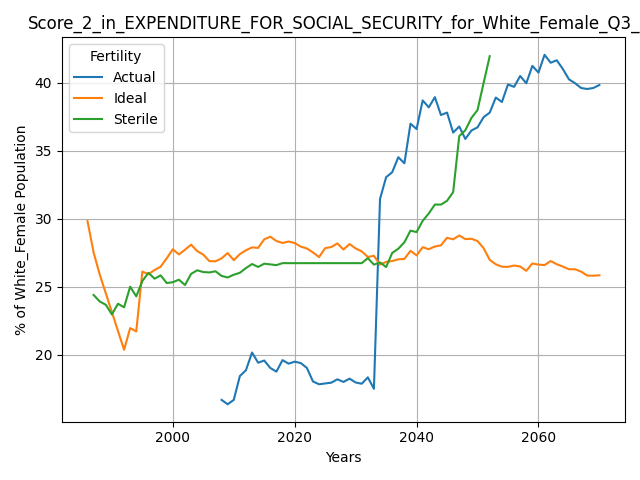 Score_2_in_EXPENDITURE_FOR_SOCIAL_SECURITY_for_White_Female_Q3_
Fertility
Actual
Ideal
Sterile
% of White_Female Population
40
35
30
25
20
2000 2020 2040 2060
Years